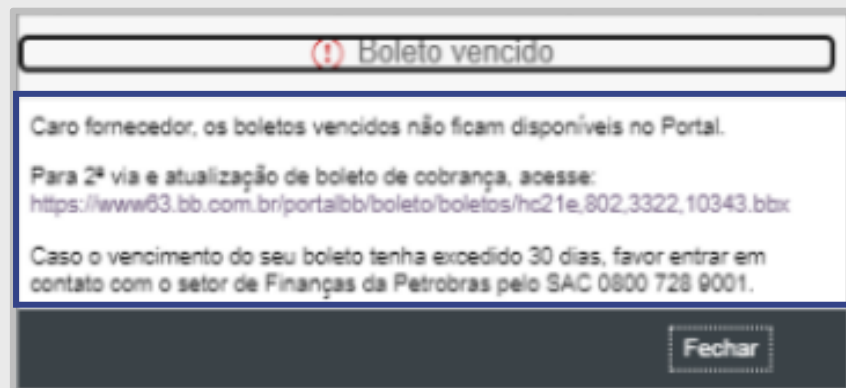 Boleto vencido
Caro fornecedor, os boletos vencidos não ficam disponíveis no Portal.
Para 2ª via e atualização de boleto de cobrança, acesse:
https://www63.bb.com.br/portalbb/boleto/boletos/hc21e,802,3322,10343.bbx
Caso o vencimento do seu boleto tenha excedido 30 dias, favor entrar em
contato com o setor de Finanças da Petrobras pelo SAC 0800 728 9001.
Fechar